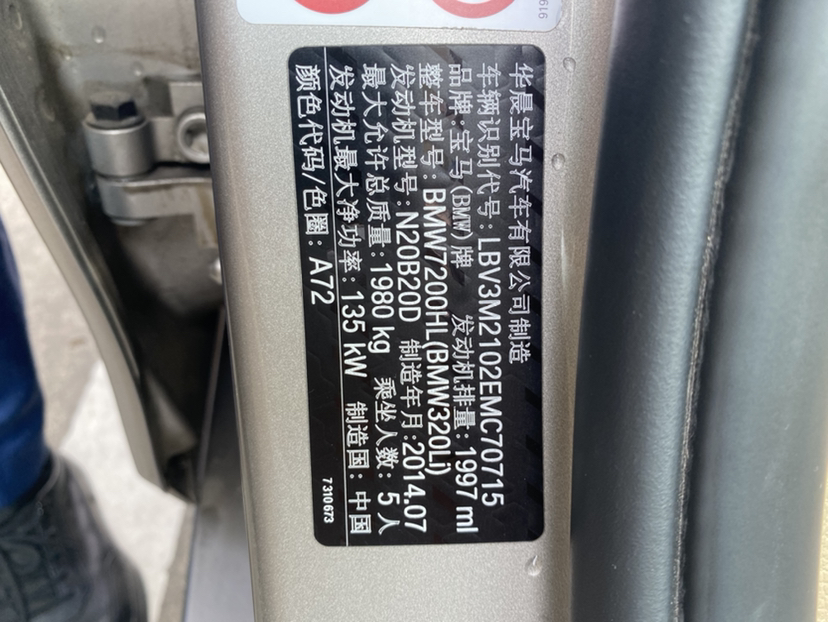 华晨宝马汽车有限公司制造
车辆识别代号:LBV3M2102EMC70715
品牌:宝马(BMW)牌 发动机排量:1997 ml
整车型号:BMW7200HL(BMW320Li)
发动机型号:N20B20D 制造年月:2014.07
最大允许总质量:1980 kg 乘坐人数:5人
发动机最大净功率:135 kW 制造国:中国
颜色代码/色圈:A72
7 310 673